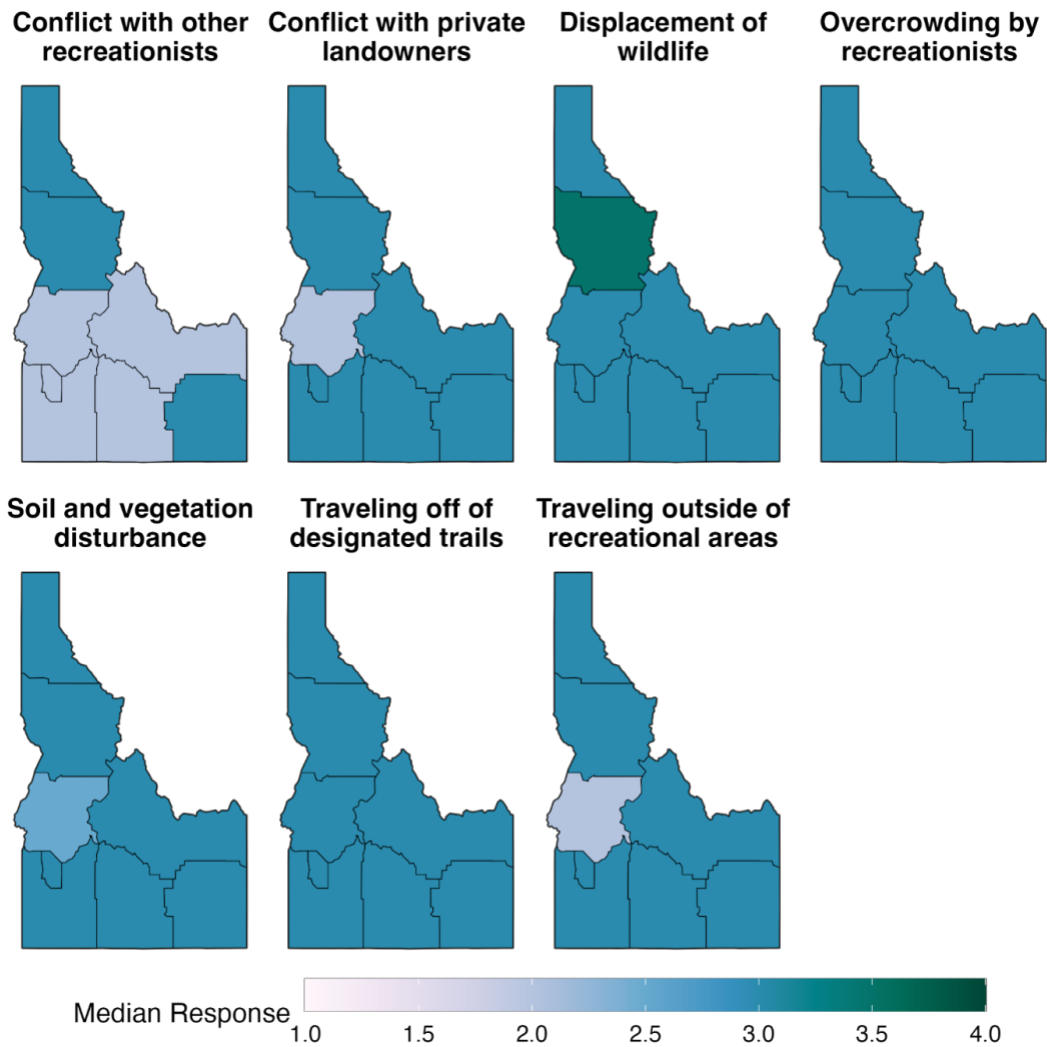 Conflict with other
recreationists
Conflict with private
landowners
Displacement of
wildlife
Overcrowding by
recreationists
Soil and vegetation
disturbance
Traveling off of
designated trails
Traveling outside of
recreational areas
Median Response
1.0 1.5 2.0 2.5 3.0 3.5 4.0